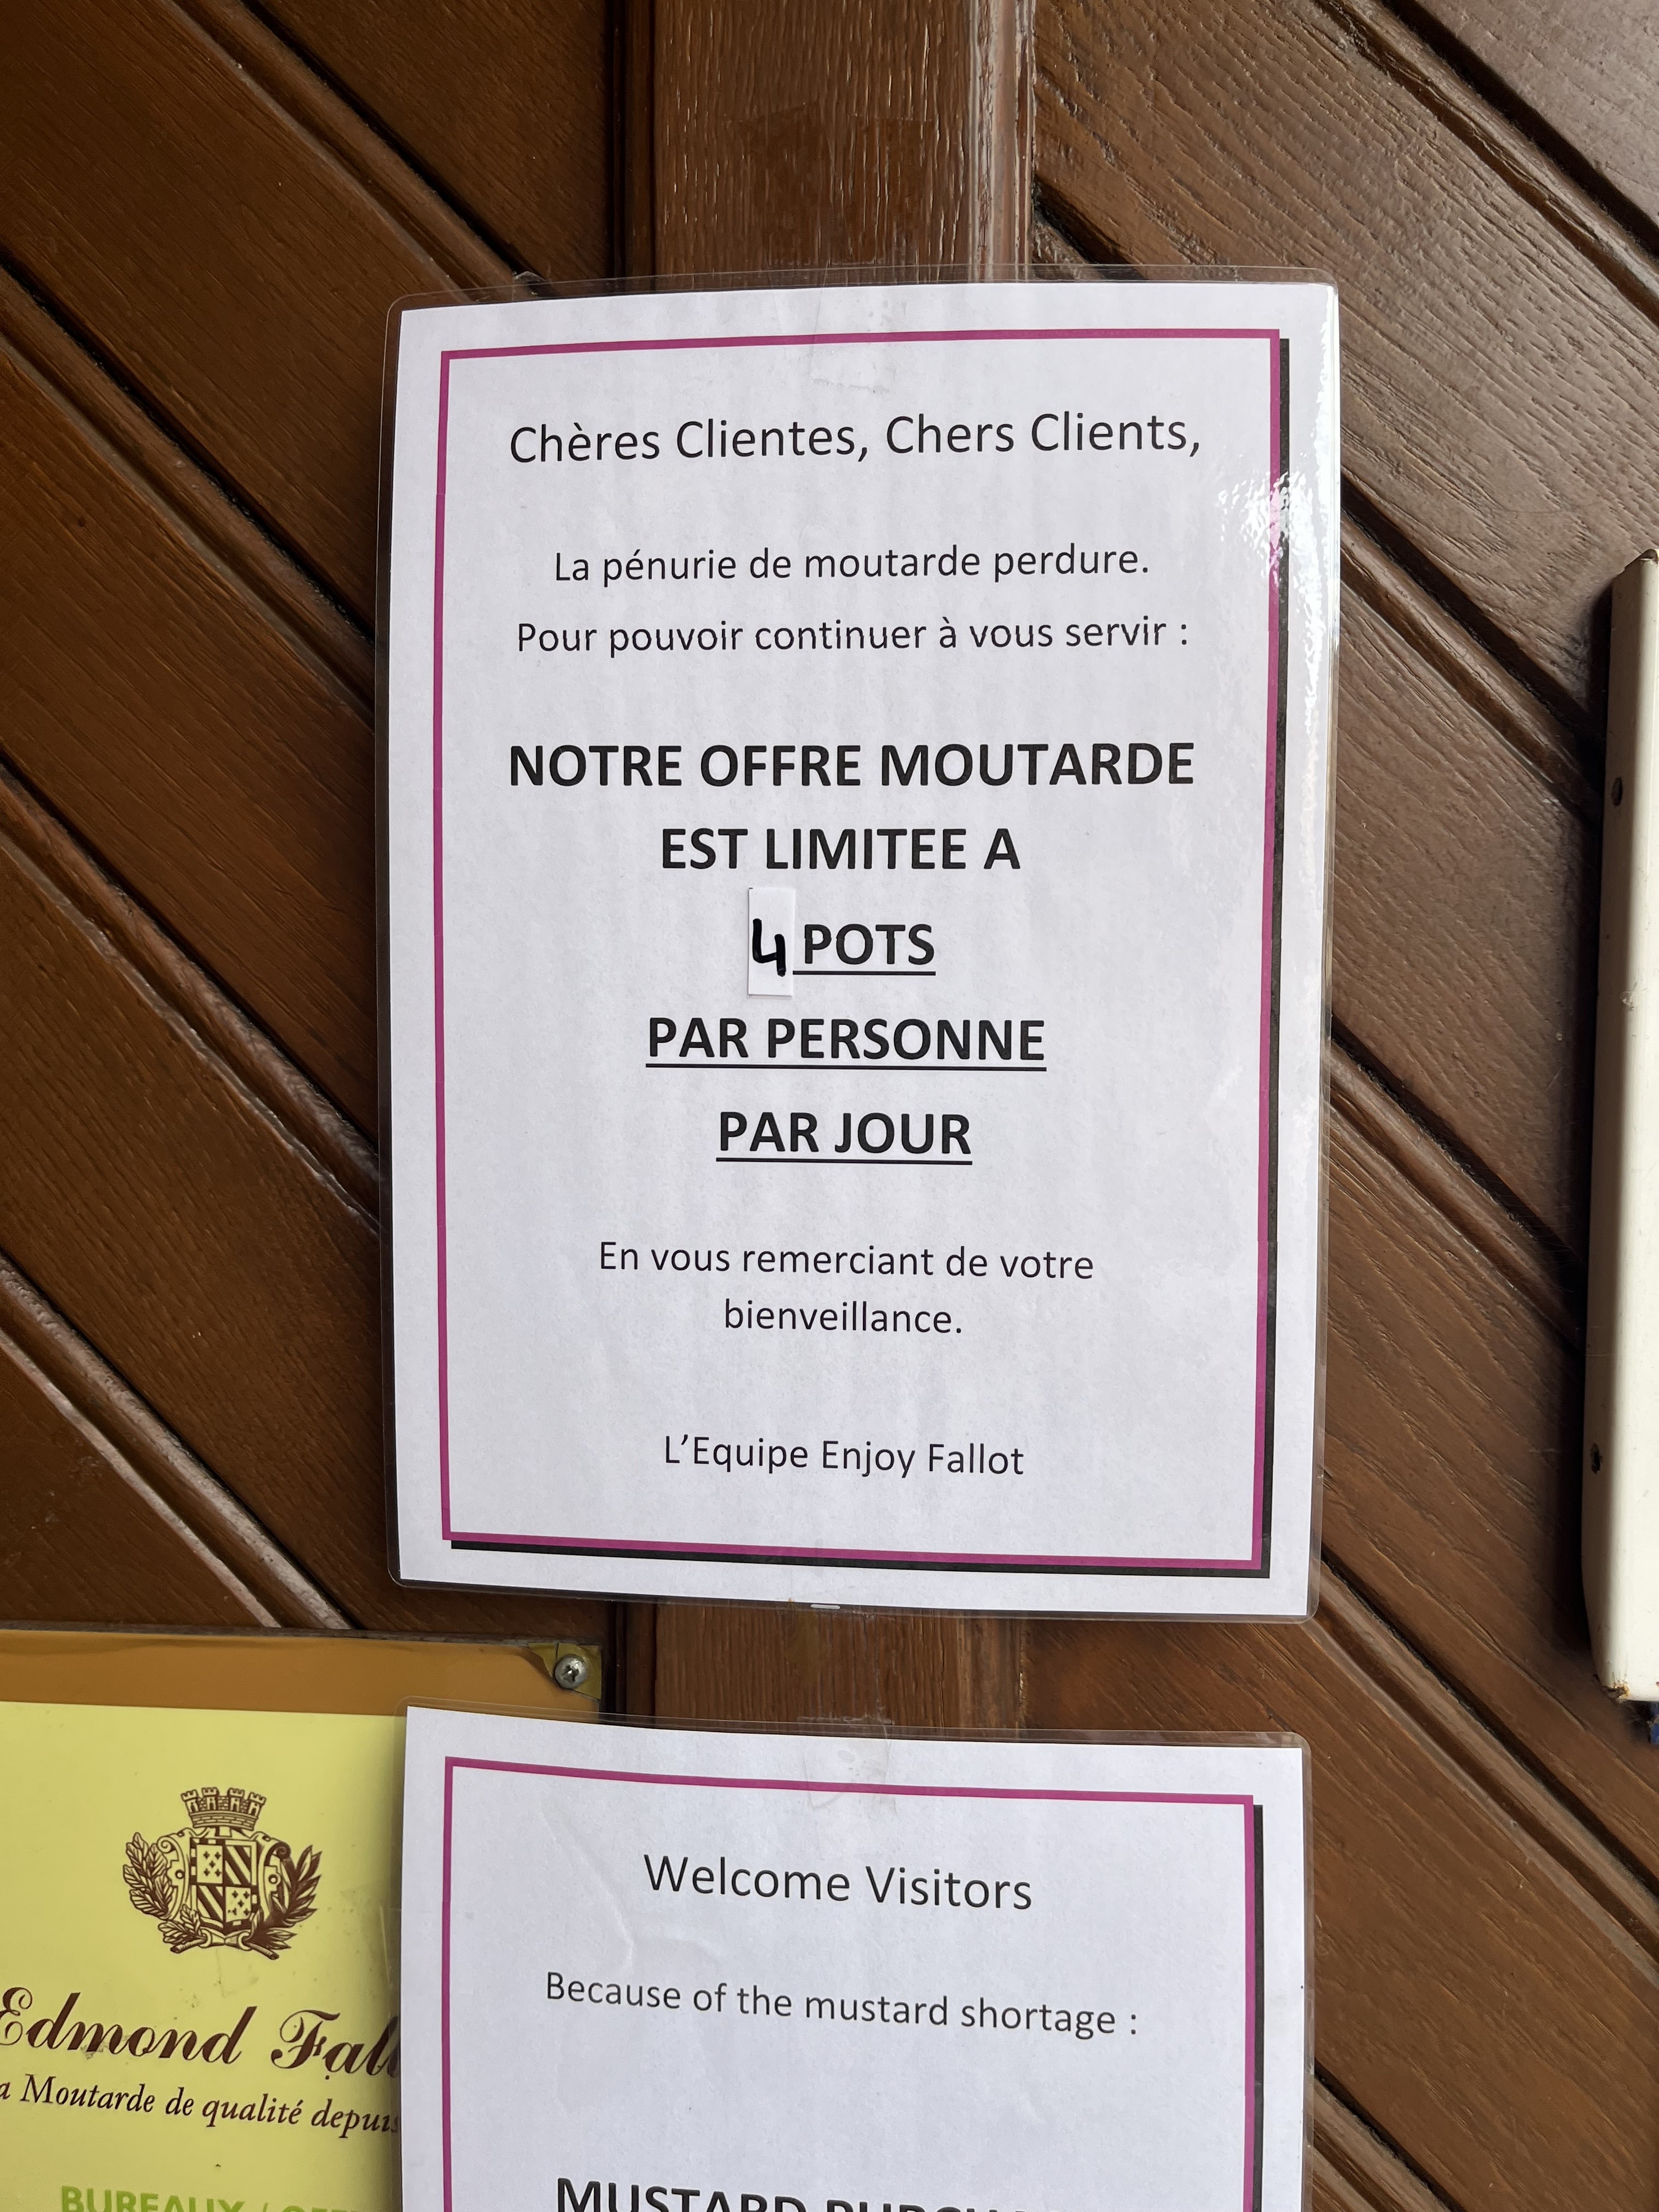 Chères Clientes, Chers Clients,
La pénurie de moutarde perdure.
Pour pouvoir continuer à vous servir :
NOTRE OFFRE MOUTARDE
EST LIMITEE A
4 POTS
PAR PERSONNE
PAR JOUR
En vous remerciant de votre
bienveillance.
L'Equipe Enjoy Fallot
Edmond
Moutarde de qualité
BUREAUX /
Welcome Visitors
Because of the mustard shortage :
MUSTARD